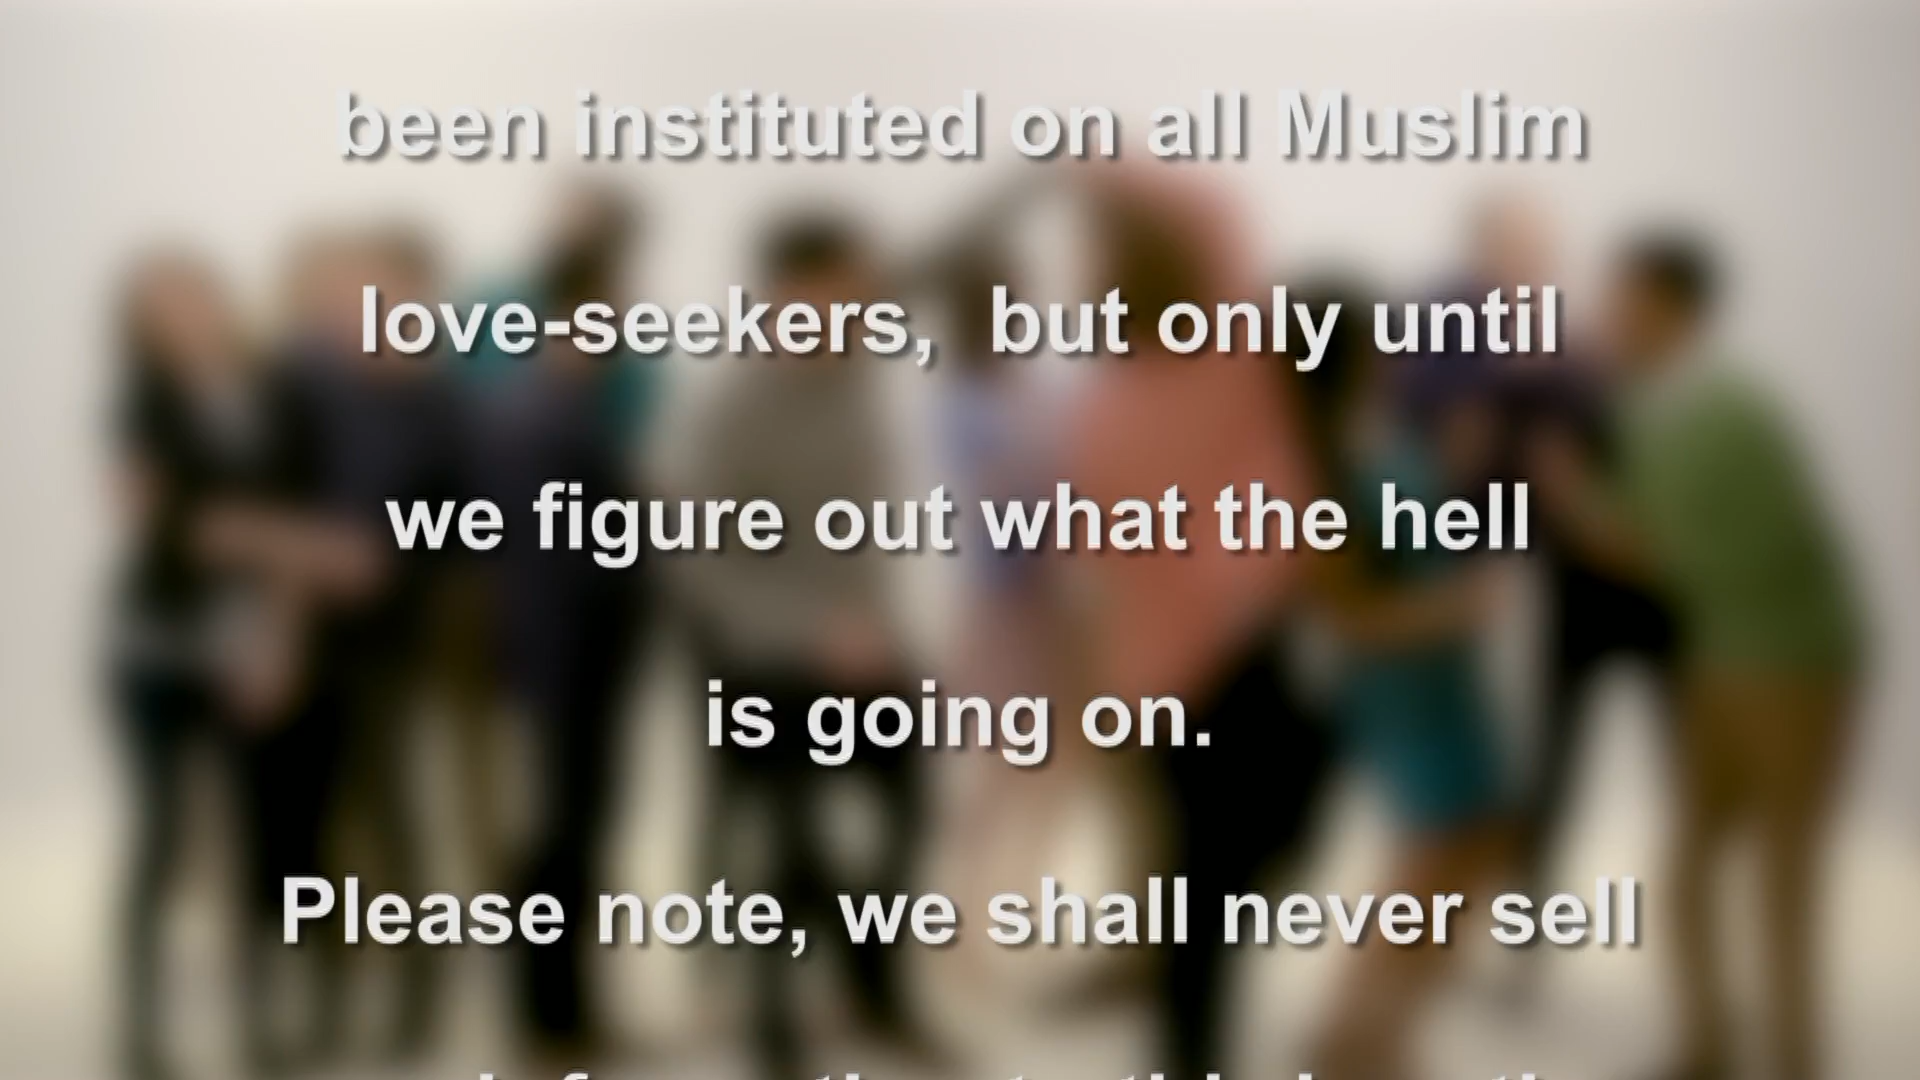 been instituted on all Muslim
love-seekers,  but only until
we figure out what the hell
is going on.
Please note, we shall never sell